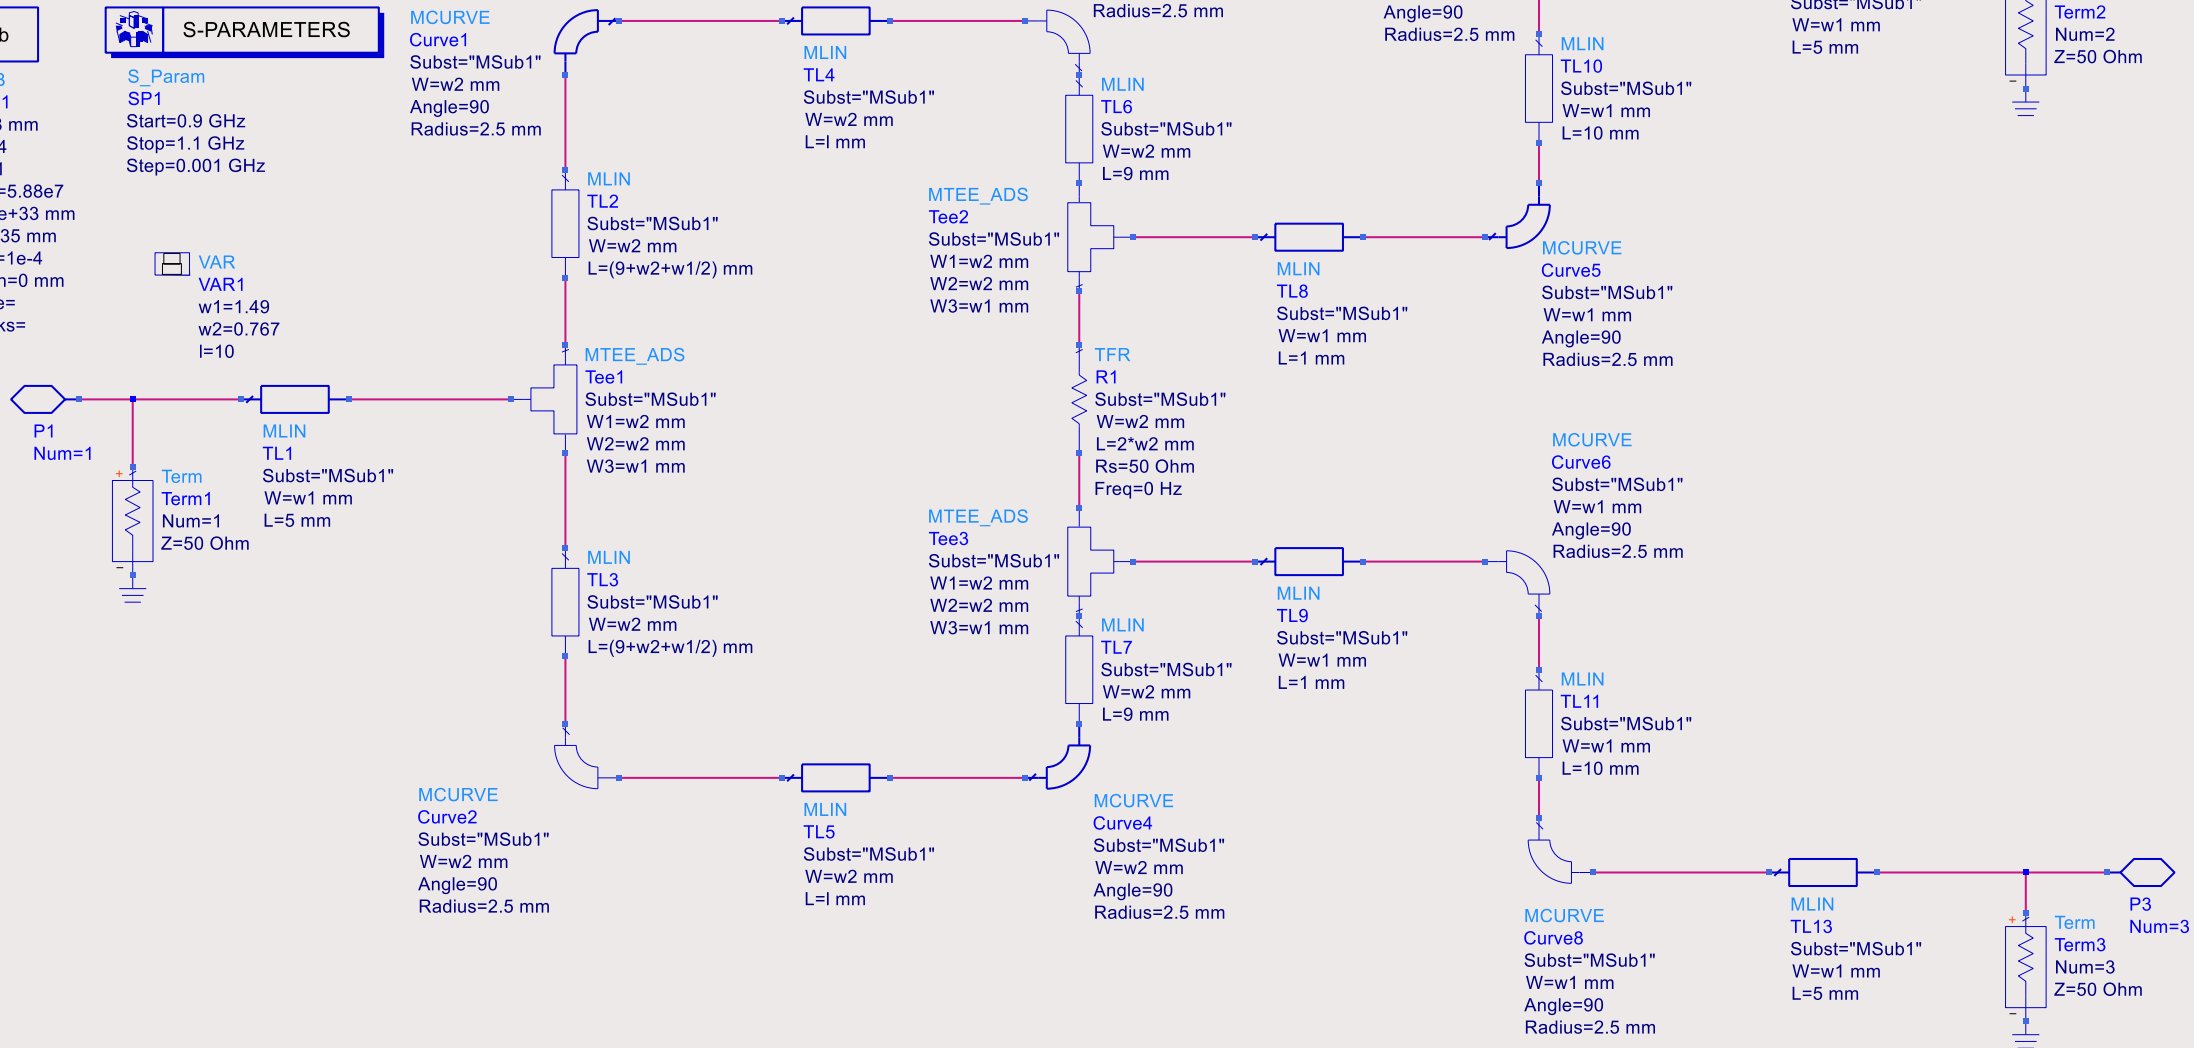 b
S-PARAMETERS
S_Param
SP1
Start=0.9 GHz
Stop=1.1 GHz
Step=0.001 GHz
mm
=5.88e7
e+33 mm
35 mm
=1e-4
=0 mm
VAR
VAR1
w1=1.49
w2=0.767
l=10
P1
Num=1
Term
Term1
Num=1
Z=50 Ohm
MLIN
TL1
Subst="MSub1"
W=w1 mm
L=5 mm
MCURVE
Curve1
Subst="MSub1"
W=w2 mm
Angle=90
Radius=2.5 mm
MLIN
TL2
Subst="MSub1"
W=w2 mm
L=(9+w2+w1/2) mm
MTEE_ADS
Tee1
Subst="MSub1"
W1=w2 mm
W2=w2 mm
W3=w1 mm
MLIN
TL3
Subst="MSub1"
W=w2 mm
L=(9+w2+w1/2) mm
MCURVE
Curve2
Subst="MSub1"
W=w2 mm
Angle=90
Radius=2.5 mm
MLIN
TL4
Subst="MSub1"
W=w2 mm
L=l mm
MLIN
TL5
Subst="MSub1"
W=w2 mm
L=l mm
Radius=2.5 mm
MLIN
TL6
Subst="MSub1"
W=w2 mm
L=9 mm
MTEE_ADS
Tee2
Subst="MSub1"
W1=w2 mm
W2=w2 mm
W3=w1 mm
TFR
R1
Subst="MSub1"
W=w2 mm
L=2*w2 mm
Rs=50 Ohm
Freq=0 Hz
MTEE_ADS
Tee3
Subst="MSub1"
W1=w2 mm
W2=w2 mm
W3=w1 mm
MLIN
TL7
Subst="MSub1"
W=w2 mm
L=9 mm
MCURVE
Curve4
Subst="MSub1"
W=w2 mm
Angle=90
Radius=2.5 mm
MLIN
TL8
Subst="MSub1"
W=w1 mm
L=1 mm
MLIN
TL9
Subst="MSub1"
W=w1 mm
L=1 mm
Angle=90
Radius=2.5 mm
MLIN
TL10
Subst="MSub1"
W=w1 mm
L=10 mm
MCURVE
Curve5
Subst="MSub1"
W=w1 mm
Angle=90
Radius=2.5 mm
MCURVE
Curve6
Subst="MSub1"
W=w1 mm
Angle=90
Radius=2.5 mm
MLIN
TL11
Subst="MSub1"
W=w1 mm
L=10 mm
MCURVE
Curve8
Subst="MSub1"
W=w1 mm
Angle=90
Radius=2.5 mm
Subst="MSub1"
W=w1 mm
L=5 mm
Term2
Num=2
Z=50 Ohm
MLIN
TL13
Subst="MSub1"
W=w1 mm
L=5 mm
Term
Term3
Num=3
Z=50 Ohm
P3
Num=3